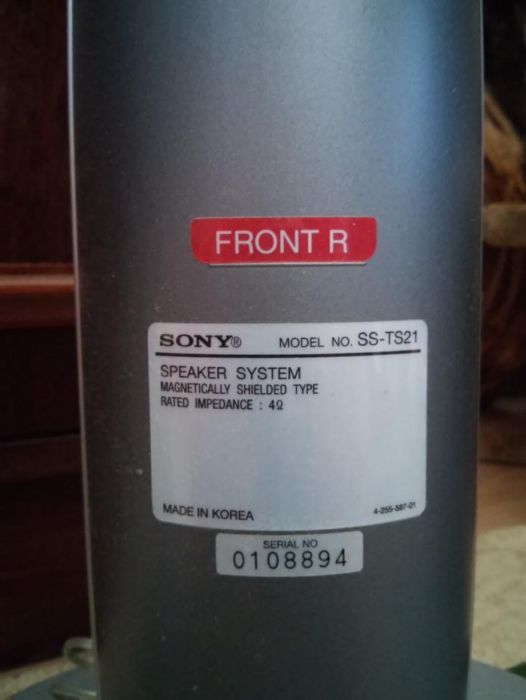 FRONT R
SONY® MODEL NO. SS-TS21
SPEAKER SYSTEM
MAGNETICALLY SHIELDED TYPE
RATED IMPEDANCE : 4Ω
MADE IN KOREA 4-255-587-01
SERIAL NO
0108894